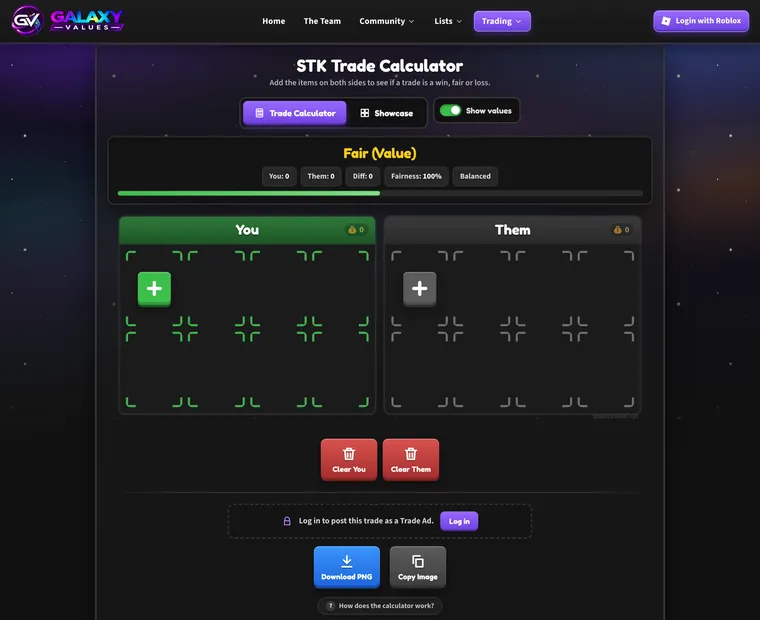 GV GALAXY
VALUES
Home The Team Community Lists Trading Login with Roblox
STK Trade Calculator
Add the items on both sides to see if a trade is a win, fair or loss.
Trade Calculator Showcase Show values
Fair (Value)
You: 0 Them: 0 Diff: 0 Fairness: 100% Balanced
You 0 Them 0
Clear You Clear Them
Log in to post this trade as a Trade Ad. Log in
Download PNG Copy Image
? How does the calculator work?